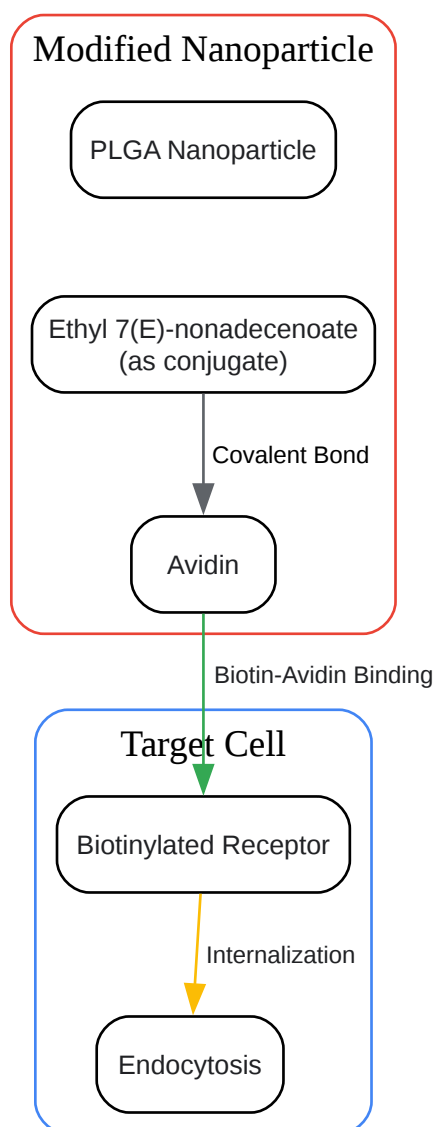 Modified Nanoparticle
PLGA Nanoparticle
Ethyl 7(E)-nonadecenoate
(as conjugate)
Covalent Bond
Avidin
Biotin-Avidin Binding
Target Cell
Biotinylated Receptor
Internalization
Endocytosis